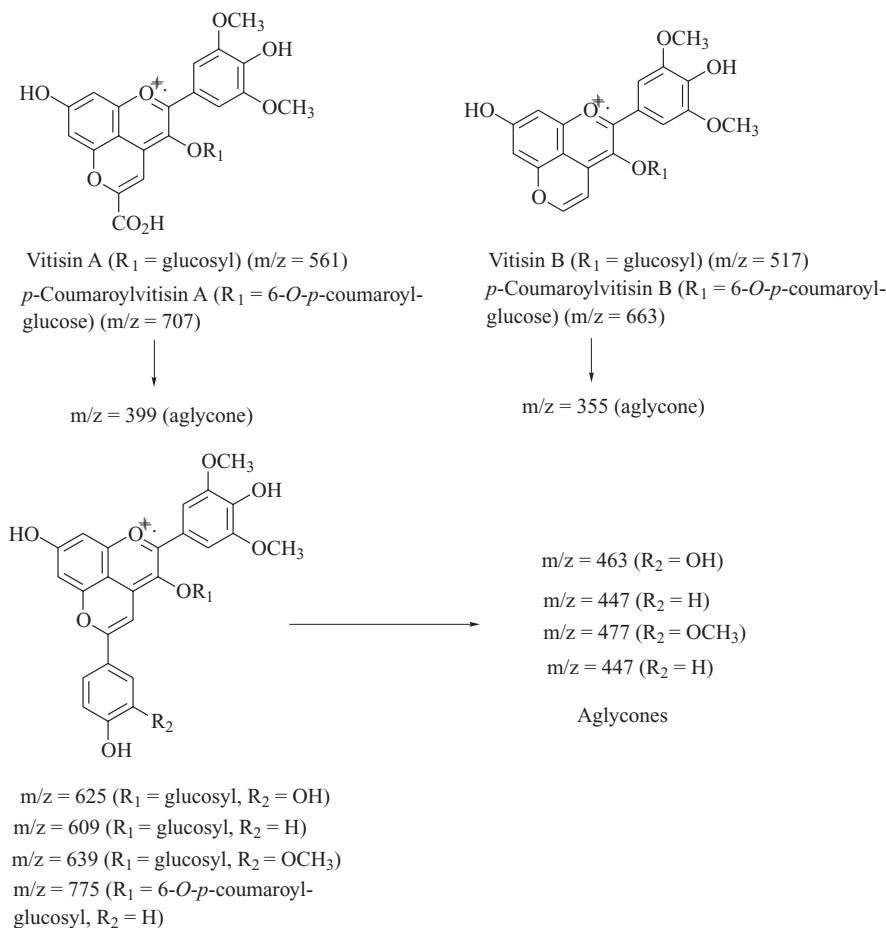 OCH₃
OH
HO
O
+.
OCH₃
OR₁
O
CO₂H
Vitisin A (R₁ = glucosyl) (m/z = 561)
p-Coumaroylvitisin A (R₁ = 6-O-p-coumaroyl-
glucose) (m/z = 707)
m/z = 399 (aglycone)
OCH₃
OH
HO
O
+.
OCH₃
OR₁
O
Vitisin B (R₁ = glucosyl) (m/z = 517)
p-Coumaroylvitisin B (R₁ = 6-O-p-coumaroyl-
glucose) (m/z = 663)
m/z = 355 (aglycone)
OCH₃
OH
HO
O
+.
OCH₃
OR₁
O
R₂
OH
m/z = 625 (R₁ = glucosyl, R₂ = OH)
m/z = 609 (R₁ = glucosyl, R₂ = H)
m/z = 639 (R₁ = glucosyl, R₂ = OCH₃)
m/z = 775 (R₁ = 6-O-p-coumaroyl-
glucosyl, R₂ = H)
m/z = 463 (R₂ = OH)
m/z = 447 (R₂ = H)
m/z = 477 (R₂ = OCH₃)
m/z = 447 (R₂ = H)
Aglycones